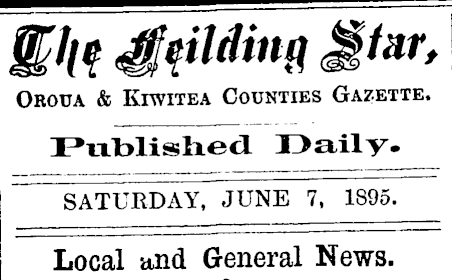 The Feilding Star,
OROUA & KIWITEA COUNTIES GAZETTE.
Published Daily.
SATURDAY, JUNE 7, 1895.
Local and General News.